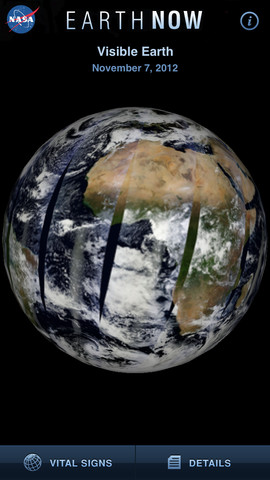 NASA
EARTH NOW
i
Visible Earth
November 7, 2012
VITAL SIGNS
DETAILS